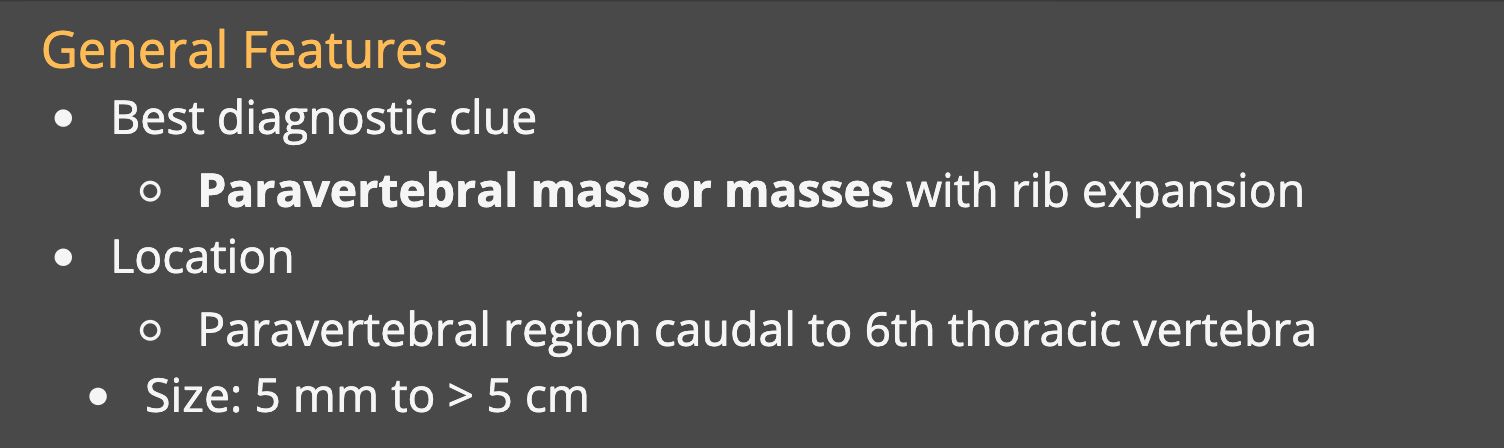 General Features
• Best diagnostic clue
○ Paravertebral mass or masses with rib expansion
• Location
○ Paravertebral region caudal to 6th thoracic vertebra
• Size: 5 mm to > 5 cm